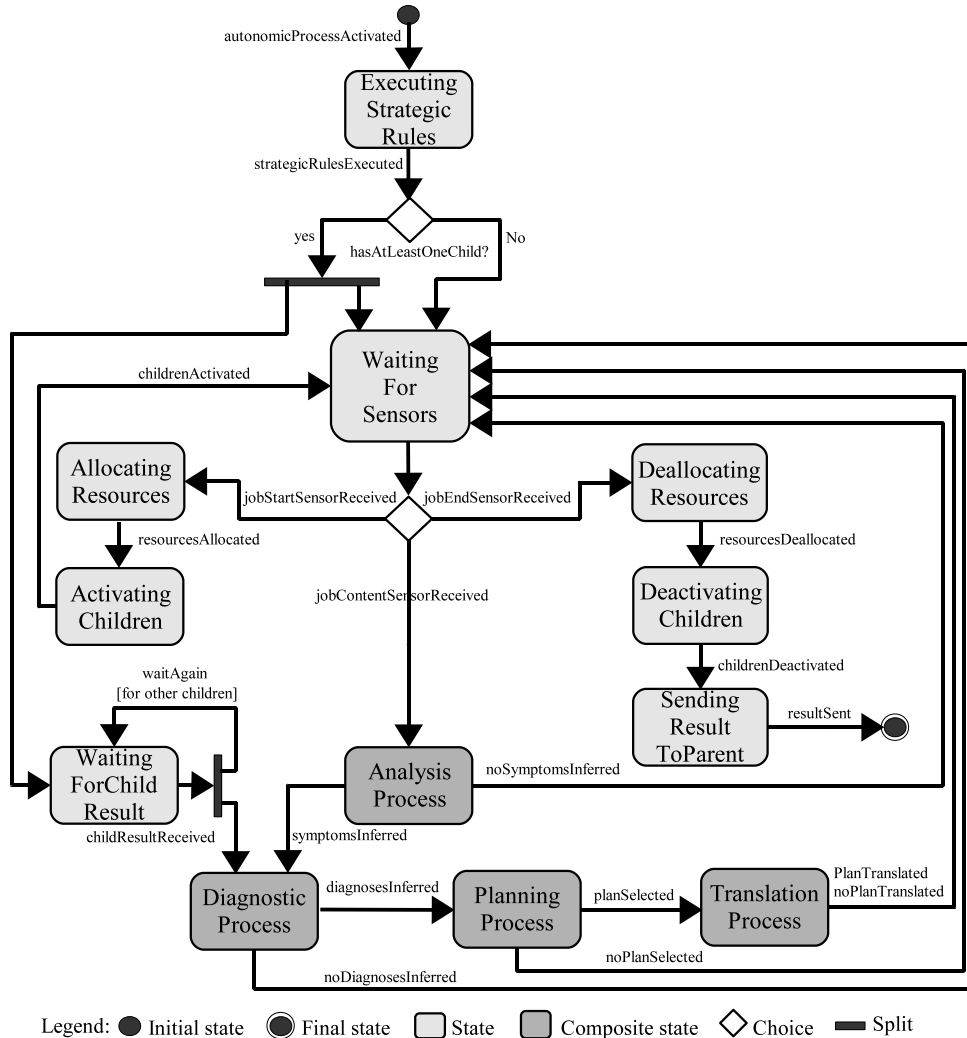 autonomicProcessActivated
Executing
Strategic
Rules
strategicRulesExecuted
yes
hasAtLeastOneChild?
No
Waiting
For
Sensors
childrenActivated
Allocating
Resources
jobStartSensorReceived
jobEndSensorReceived
Deallocating
Resources
resourcesAllocated
resourcesDeallocated
Activating
Children
jobContentSensorReceived
Deactivating
Children
waitAgain
[for other children]
childrenDeactivated
Sending
Result
ToParent
resultSent
Waiting
ForChild
Result
Analysis
Process
noSymptomsInferred
childResultReceived
symptomsInferred
Diagnostic
Process
diagnosesInferred
Planning
Process
planSelected
Translation
Process
PlanTranslated
noPlanTranslated
noPlanSelected
noDiagnosesInferred
Legend: Initial state Final state State Composite state Choice Split